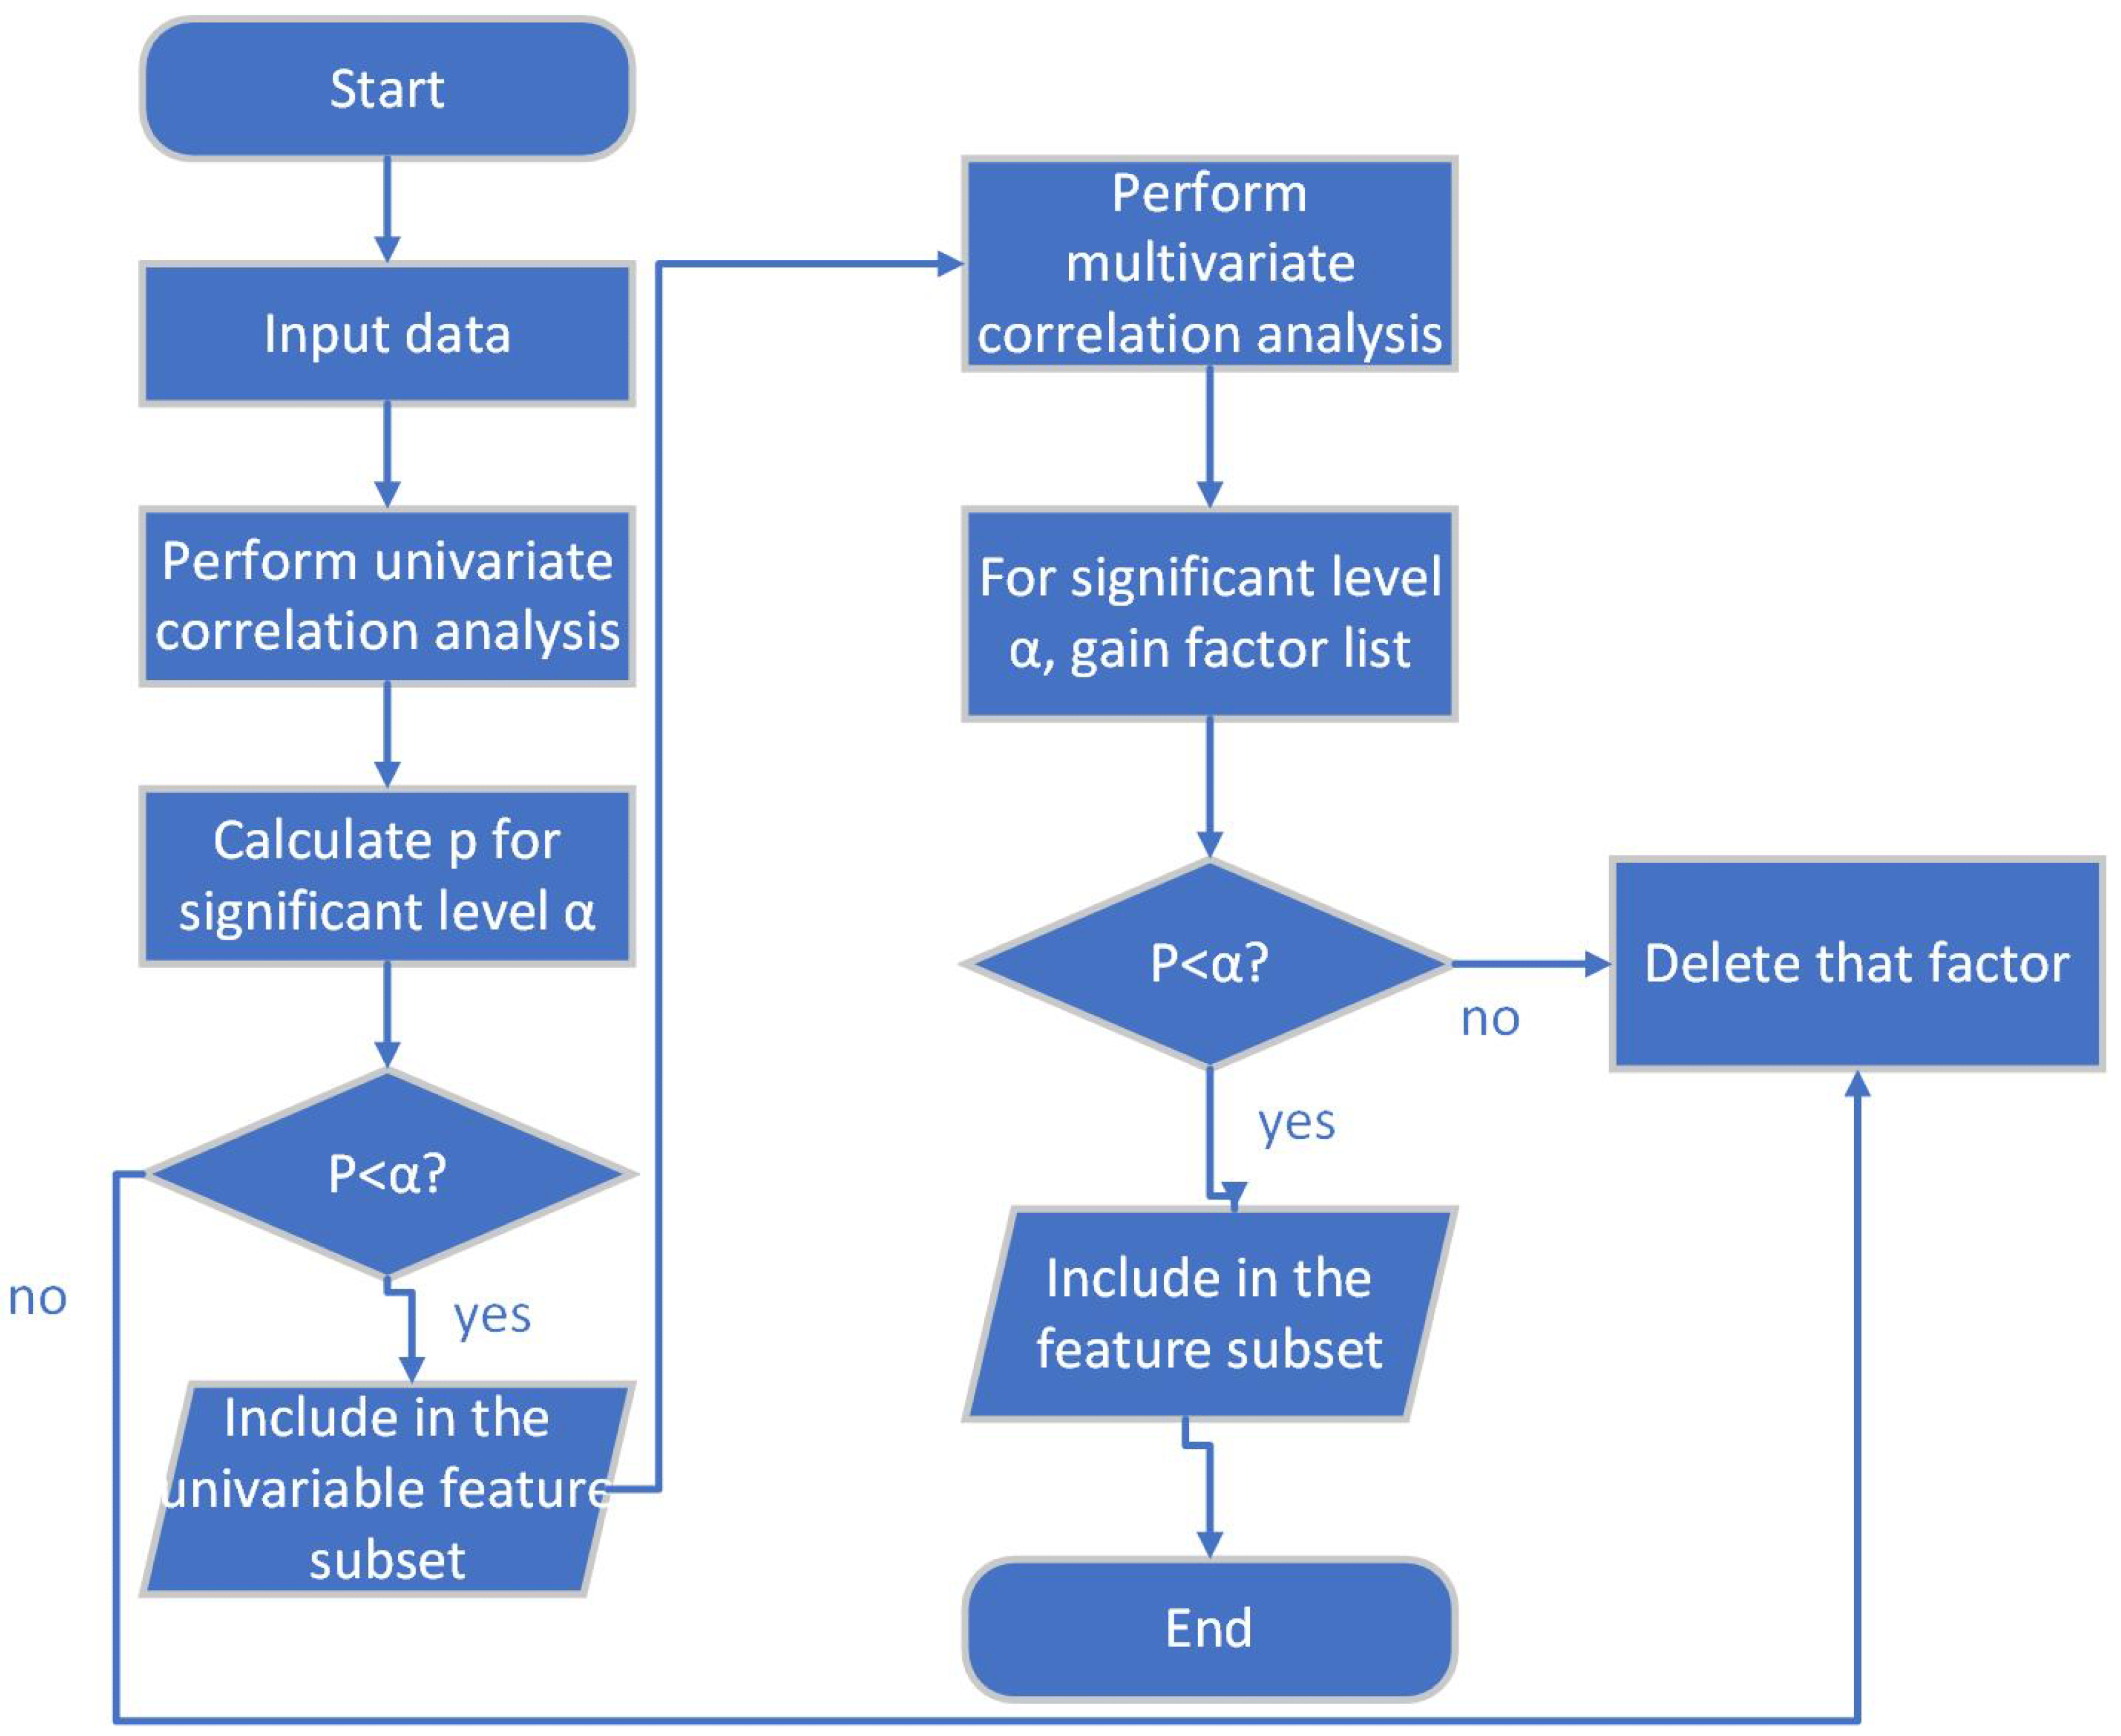 Start
Input data
Perform univariate
correlation analysis
Calculate p for
significant level α
P<α?
no
yes
Include in the
univariable feature
subset
Perform
multivariate
correlation analysis
For significant level
α, gain factor list
P<α?
no
Delete that factor
yes
Include in the
feature subset
End